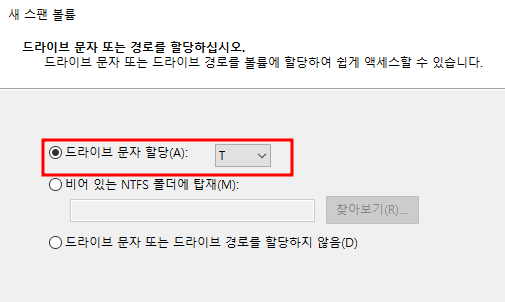 새 스팬 볼륨
드라이브 문자 또는 경로를 할당하십시오.
드라이브 문자 또는 드라이브 경로를 볼륨에 할당하여 쉽게 액세스할 수 있습니다.
드라이브 문자 할당(A): T
비어 있는 NTFS 폴더에 탑재(M):
찾아보기(R)...
드라이브 문자 또는 드라이브 경로를 할당하지 않음(D)